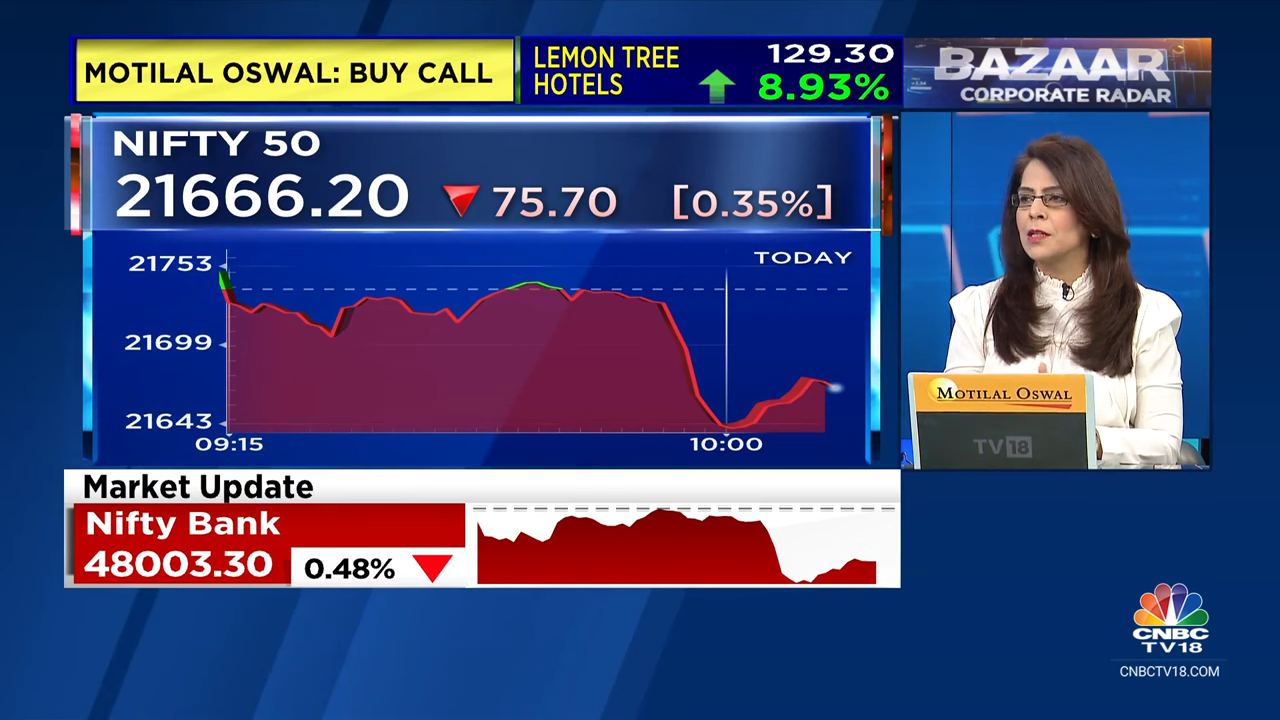 MOTILAL OSWAL: BUY CALL
LEMON TREE
HOTELS
129.30
8.93%
BAZAAR
CORPORATE RADAR
NIFTY 50
21666.20
75.70
[0.35%]
TODAY
21753
21699
21643
09:15
10:00
MOTILAL OSWAL
TV18
Market Update
Nifty Bank
48003.30
0.48%
CNBC
TV18
CNBCTV18.COM